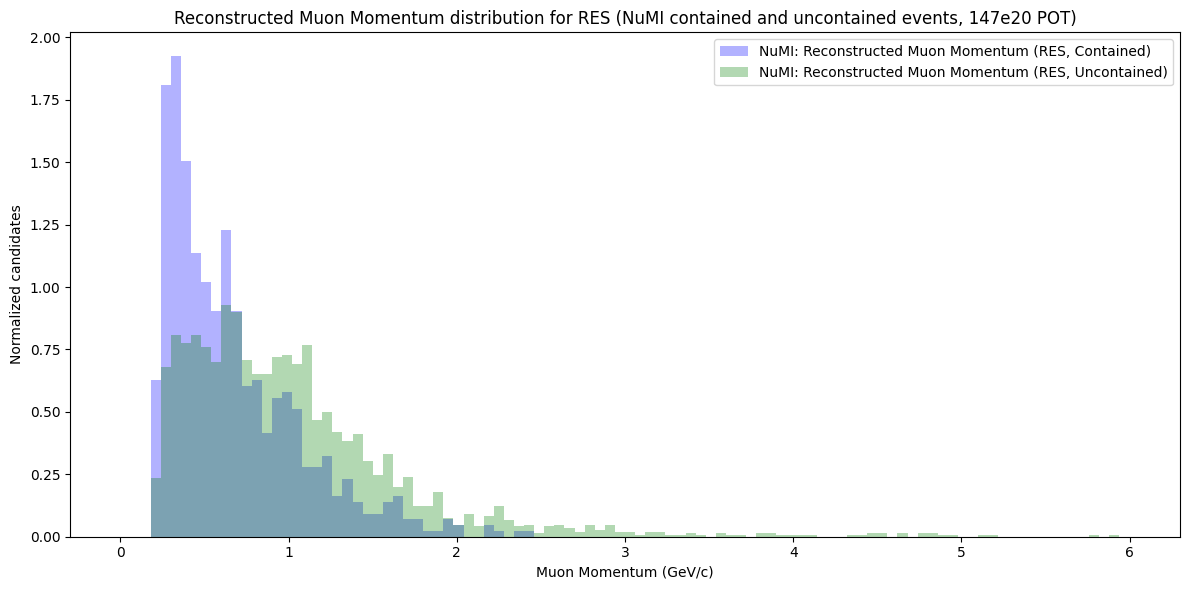 Reconstructed Muon Momentum distribution for RES (NuMI contained and uncontained events, 147e20 POT)
NuMI: Reconstructed Muon Momentum (RES, Contained)
NuMI: Reconstructed Muon Momentum (RES, Uncontained)
Normalized candidates
2.00
1.75
1.50
1.25
1.00
0.75
0.50
0.25
0.00
0 1 2 3 4 5 6
Muon Momentum (GeV/c)